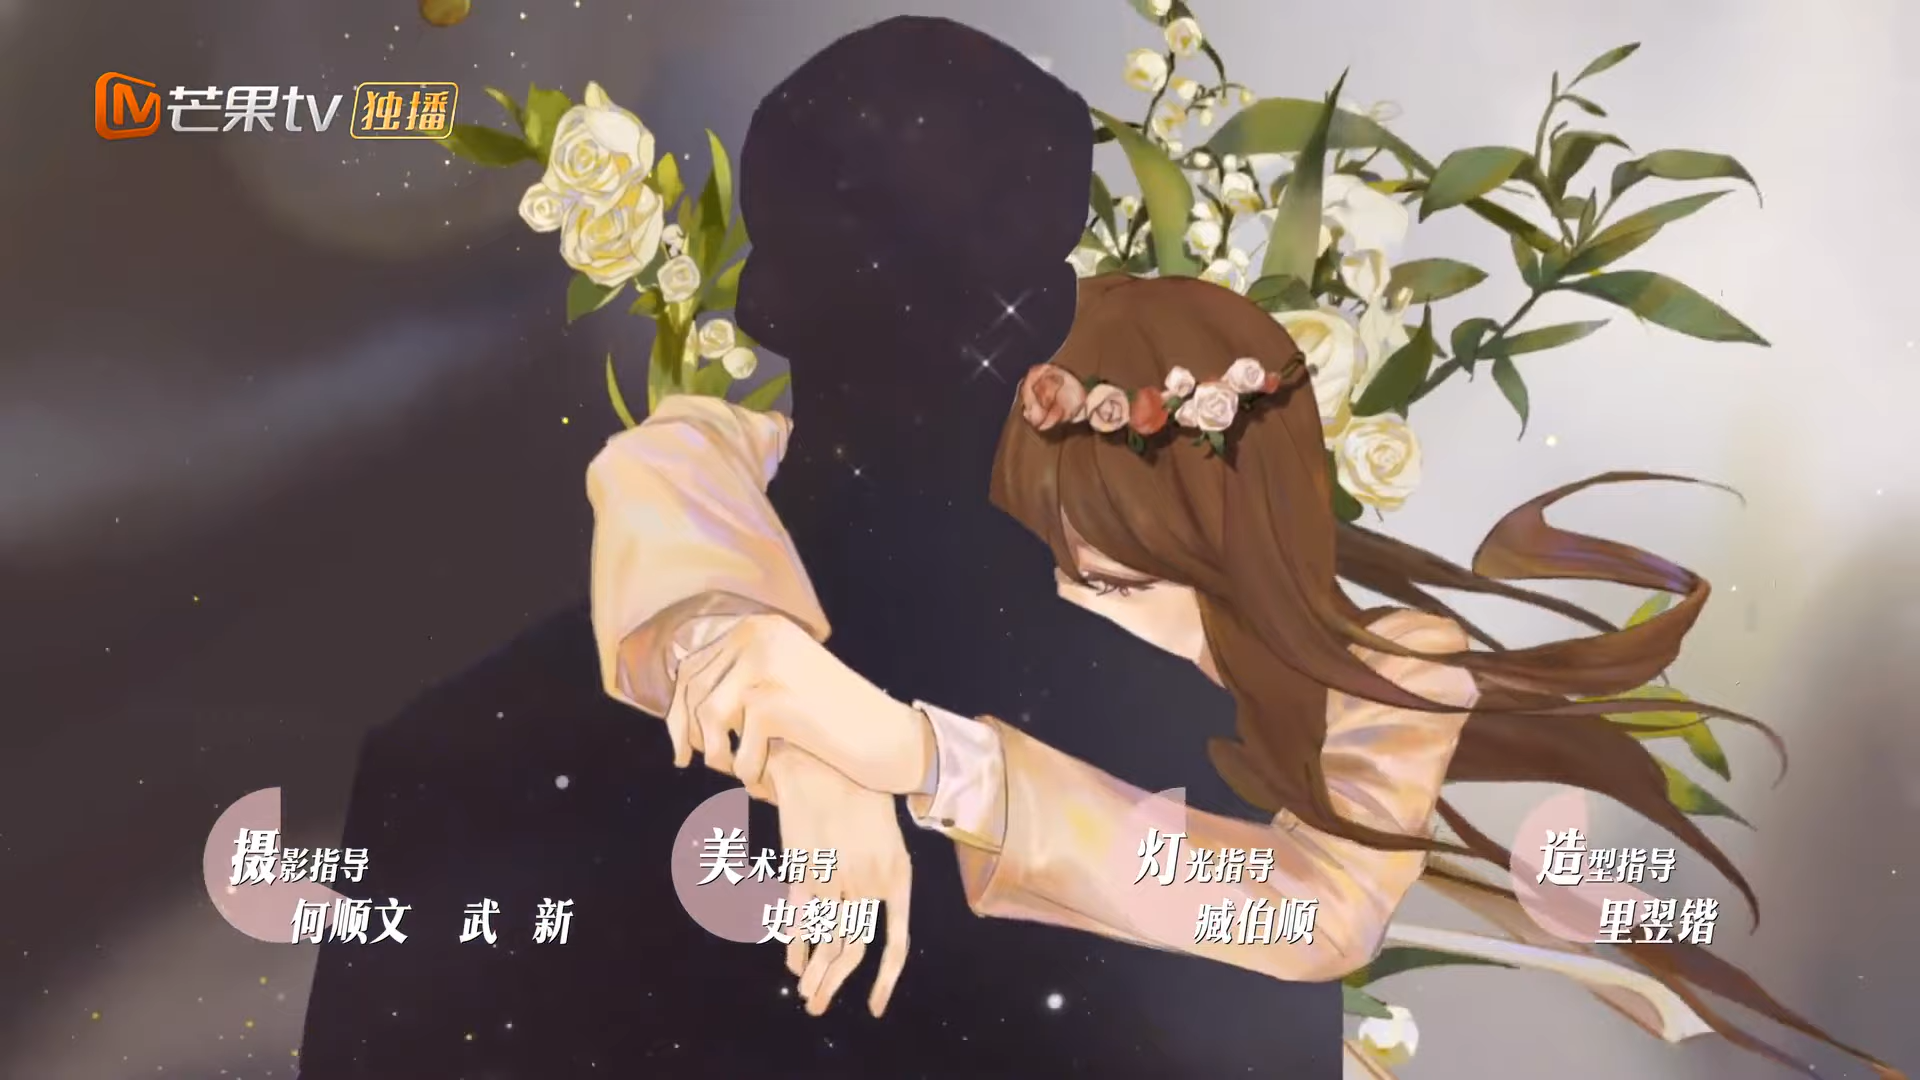 芒果tv 独播
摄影指导
何顺文 武新
美术指导
史黎明
灯光指导
臧伯顺
造型指导
里翌锴